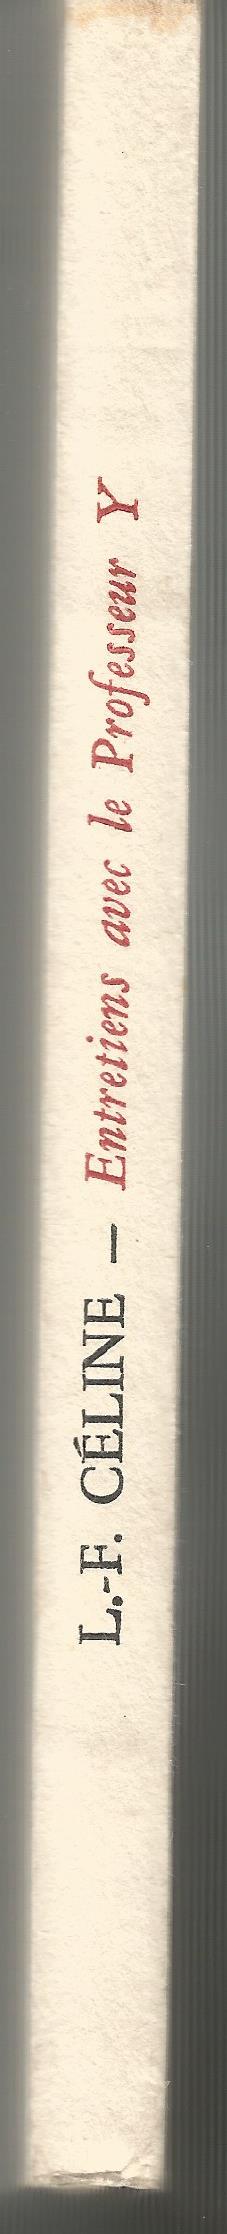 L.-F. CÉLINE — Entretiens avec le Professeur Y